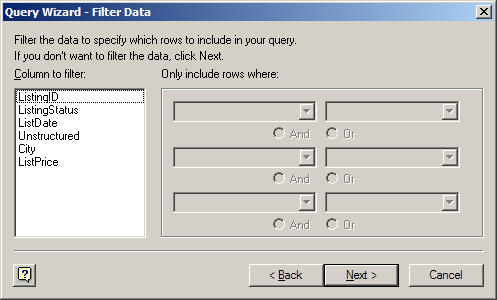 Query Wizard - Filter Data
Filter the data to specify which rows to include in your query.
If you don't want to filter the data, click Next.
Column to filter:
Only include rows where:
ListingID
ListingStatus
ListDate
Unstructured
City
ListPrice
And Or
And Or
And Or
?
< Back Next > Cancel